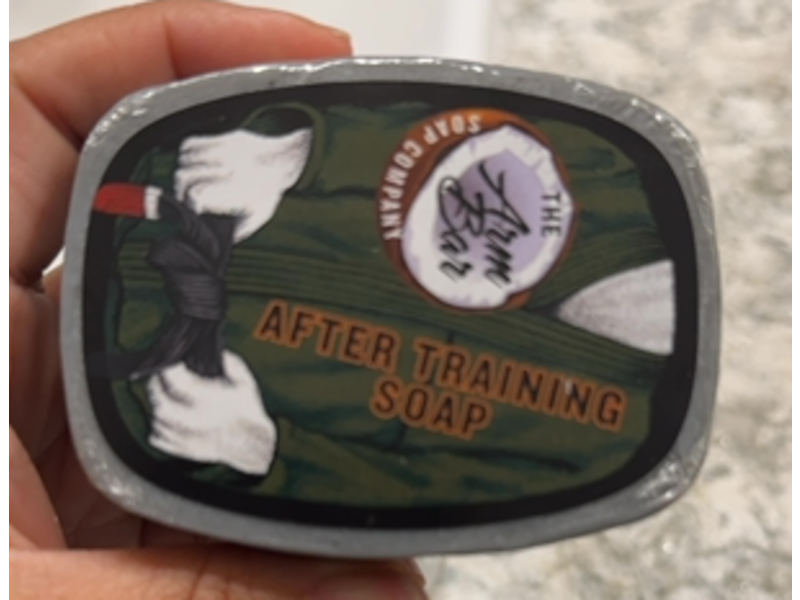 THE
Arm
Bar
SOAP COMPANY
AFTER TRAINING
SOAP